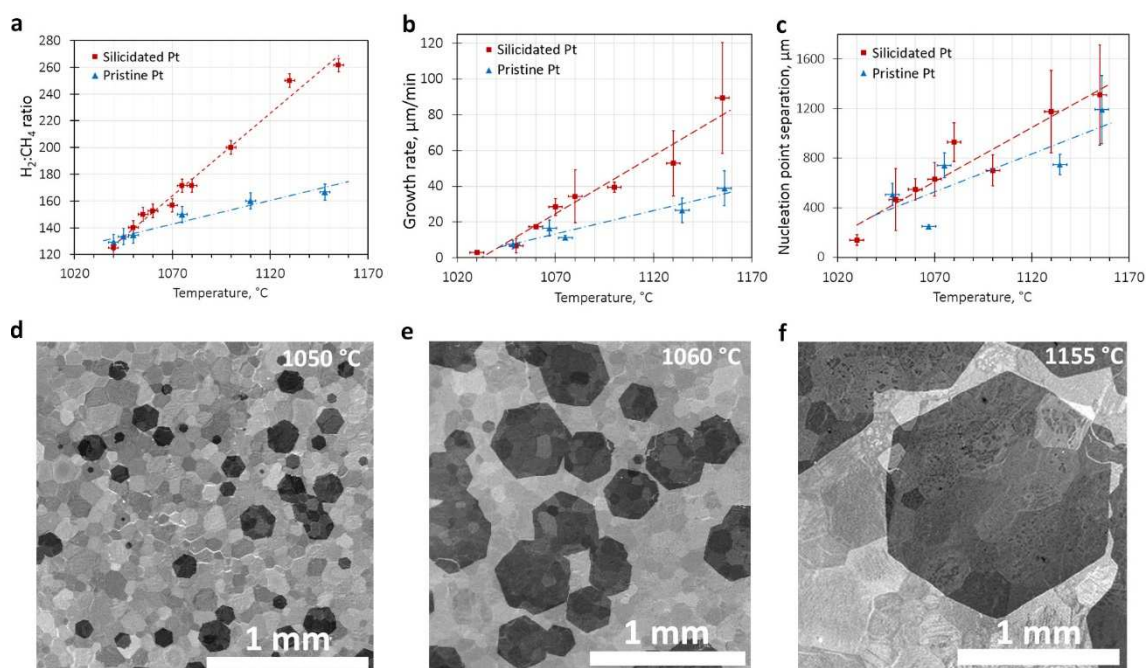 a
280
260
240
220
200
180
160
140
120
H₂:CH₄ ratio
Silicidated Pt
Pristine Pt
1020
1070
1120
1170
Temperature, °C
b
120
100
80
60
40
20
0
Growth rate, µm/min
Silicidated Pt
Pristine Pt
1020
1070
1120
1170
Temperature, °C
c
1600
1200
800
400
0
Nucleation point separation, µm
Silicidated Pt
Pristine Pt
1020
1070
1120
1170
Temperature, °C
d
1050 °C
1 mm
e
1060 °C
1 mm
f
1155 °C
1 mm